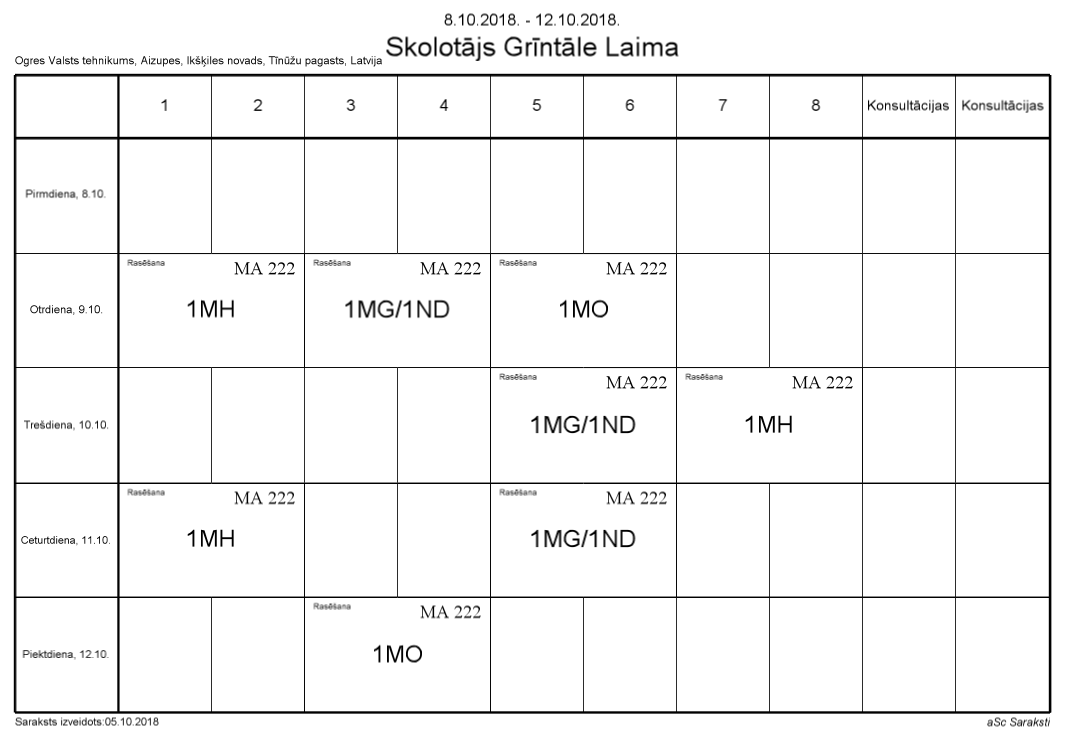 8.10.2018. - 12.10.2018.
Skolotājs Grīntāle Laima
Ogres Valsts tehnikums, Aizupes, Ikšķiles novads, Tīnūžu pagasts, Latvija
1 2 3 4 5 6 7 8 Konsultācijas Konsultācijas
Pirmdiena, 8.10.
Rasēšana MA 222 Rasēšana MA 222 Rasēšana MA 222
Otrdiena, 9.10. 1MH 1MG/1ND 1MO
Rasēšana MA 222 Rasēšana MA 222
Trešdiena, 10.10. 1MG/1ND 1MH
Rasēšana MA 222 Rasēšana MA 222
Ceturtdiena, 11.10. 1MH 1MG/1ND
Rasēšana MA 222
Piektdiena, 12.10. 1MO
Saraksts izveidots:05.10.2018 aSc Saraksti